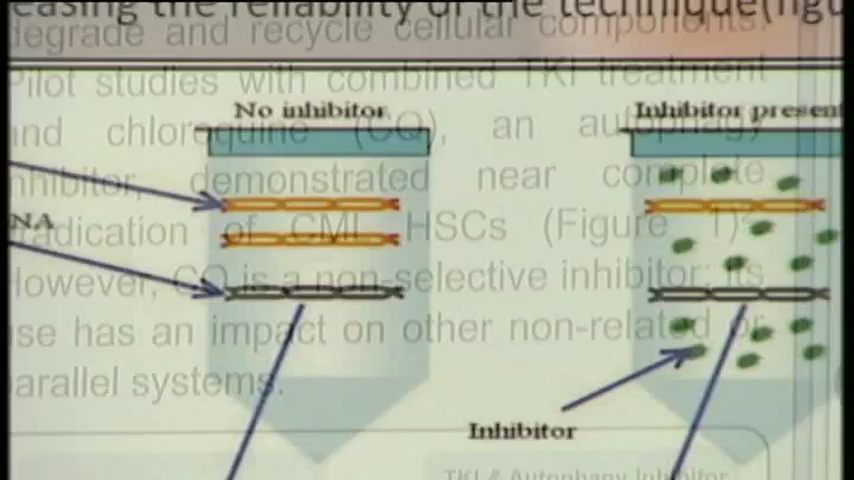 easing the reliability of the technique(figu
degrade and recycle cellular components.
Pilot studies with combined TKI treatment
No inhibitor
Inhibitor present
and chloroquine (CQ), an autophagy
inhibitor, demonstrated near complete
NA
radication of CML HSCs (Figure 1)
However, CQ is a non-selective inhibitor; its
use has an impact on other non-related or
parallel systems.
Inhibitor
TKI & Autophagy Inhibitor